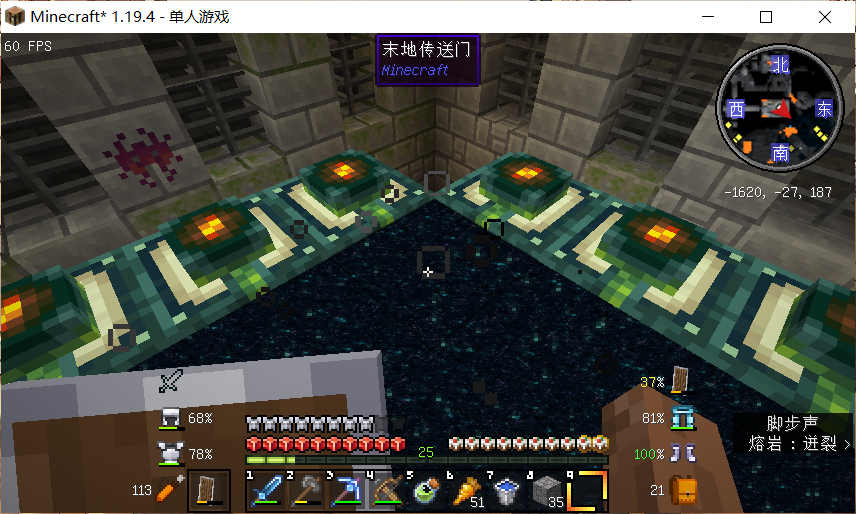 Minecraft* 1.19.4 - 单人游戏
60 FPS
末地传送门
Minecraft
北
西
东
南
-1620, -27, 187
37%
68%
81%
脚步声
78%
25
100%
熔岩：迸裂 >
113
1 2 3 4 5 6 7 8 9
51
35
21